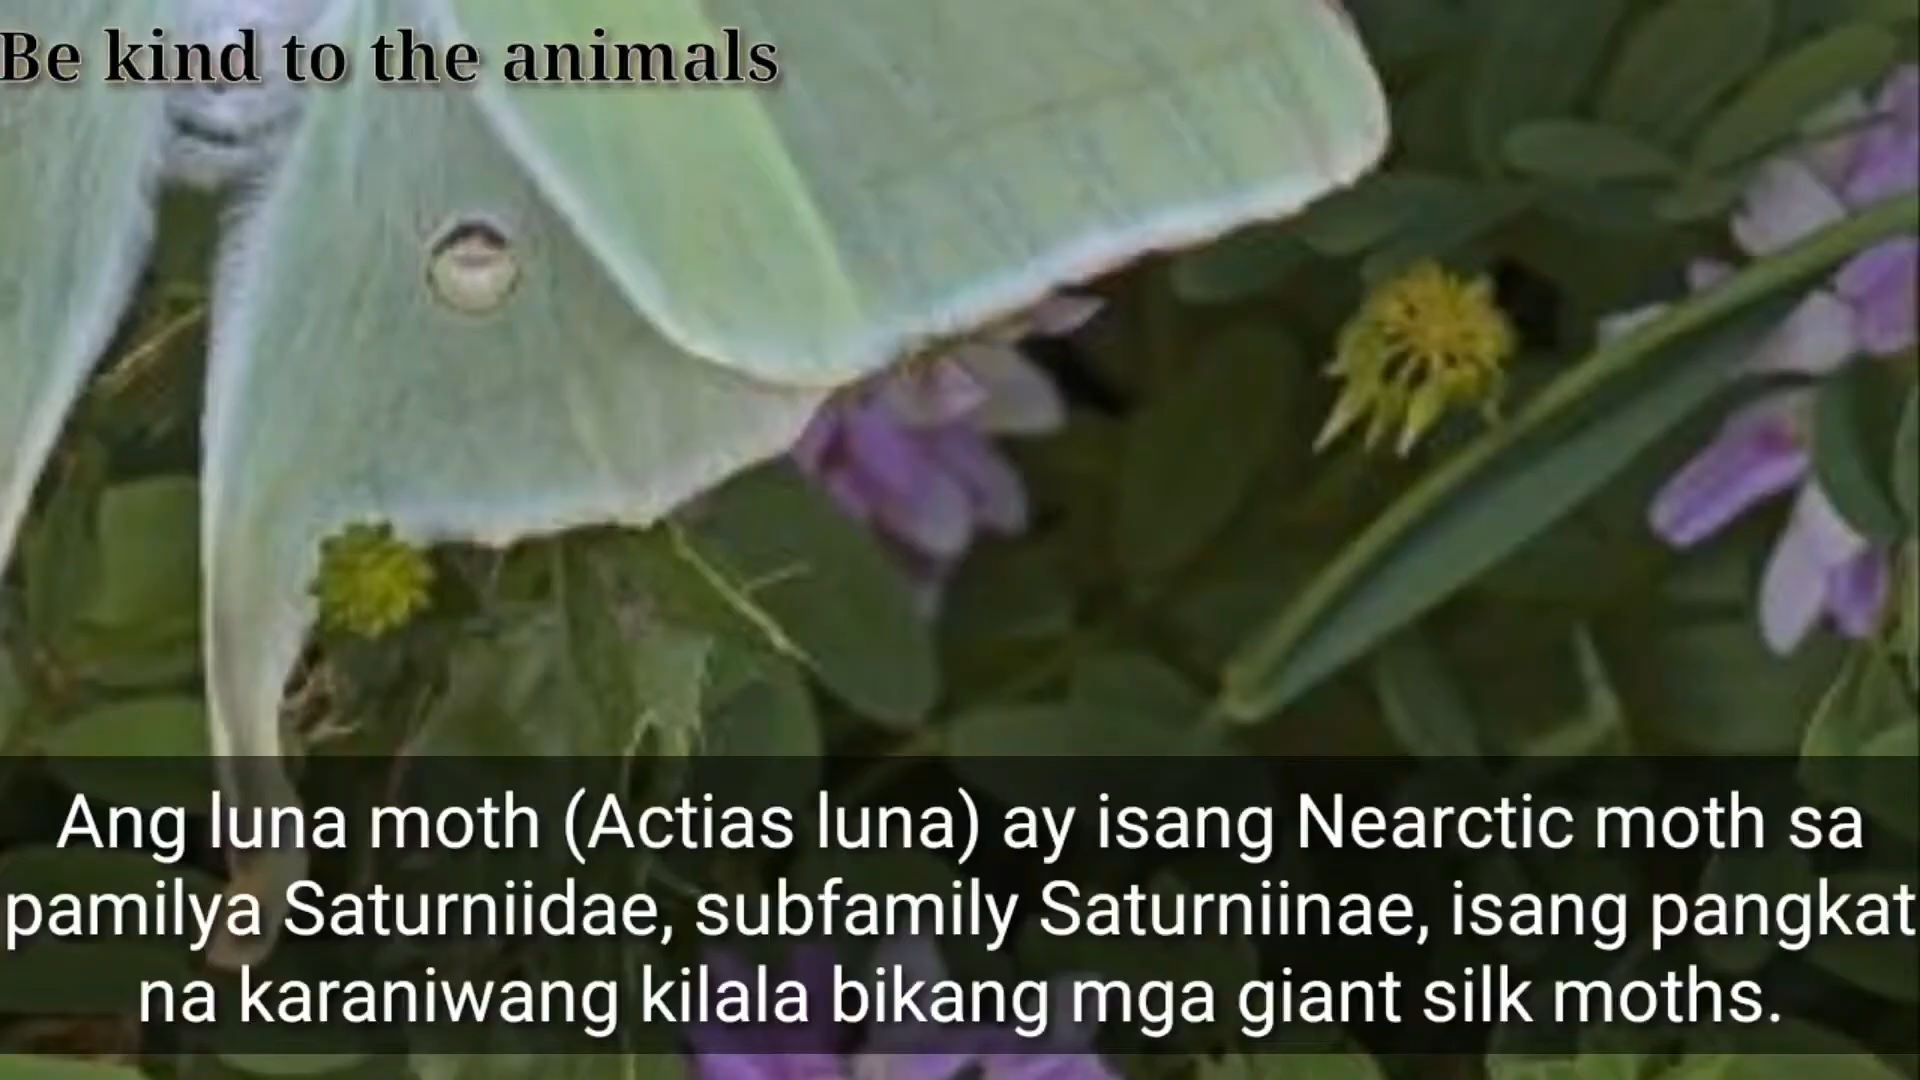 Be kind to the animals
Ang luna moth (Actias luna) ay isang Nearctic moth sa
pamilya Saturniidae, subfamily Saturniinae, isang pangkat
na karaniwang kilala bikang mga giant silk moths.